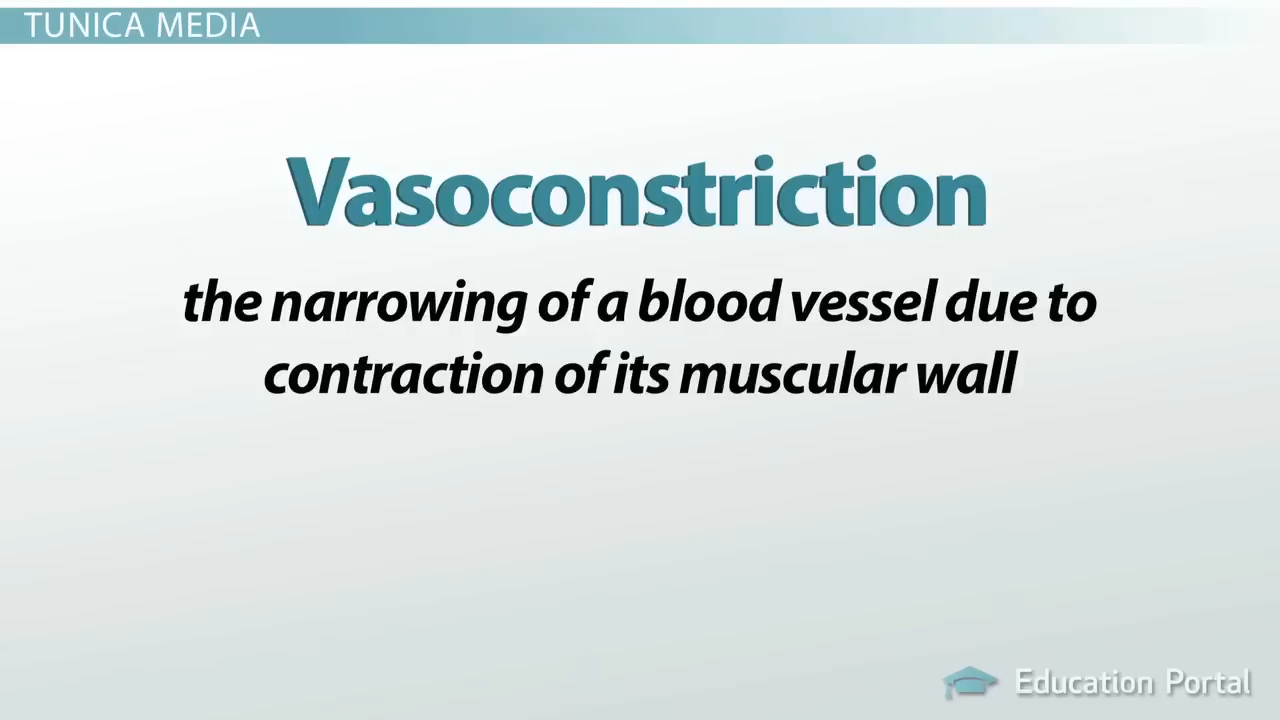 TUNICA MEDIA
Vasoconstriction
the narrowing of a blood vessel due to
contraction of its muscular wall
Education Portal